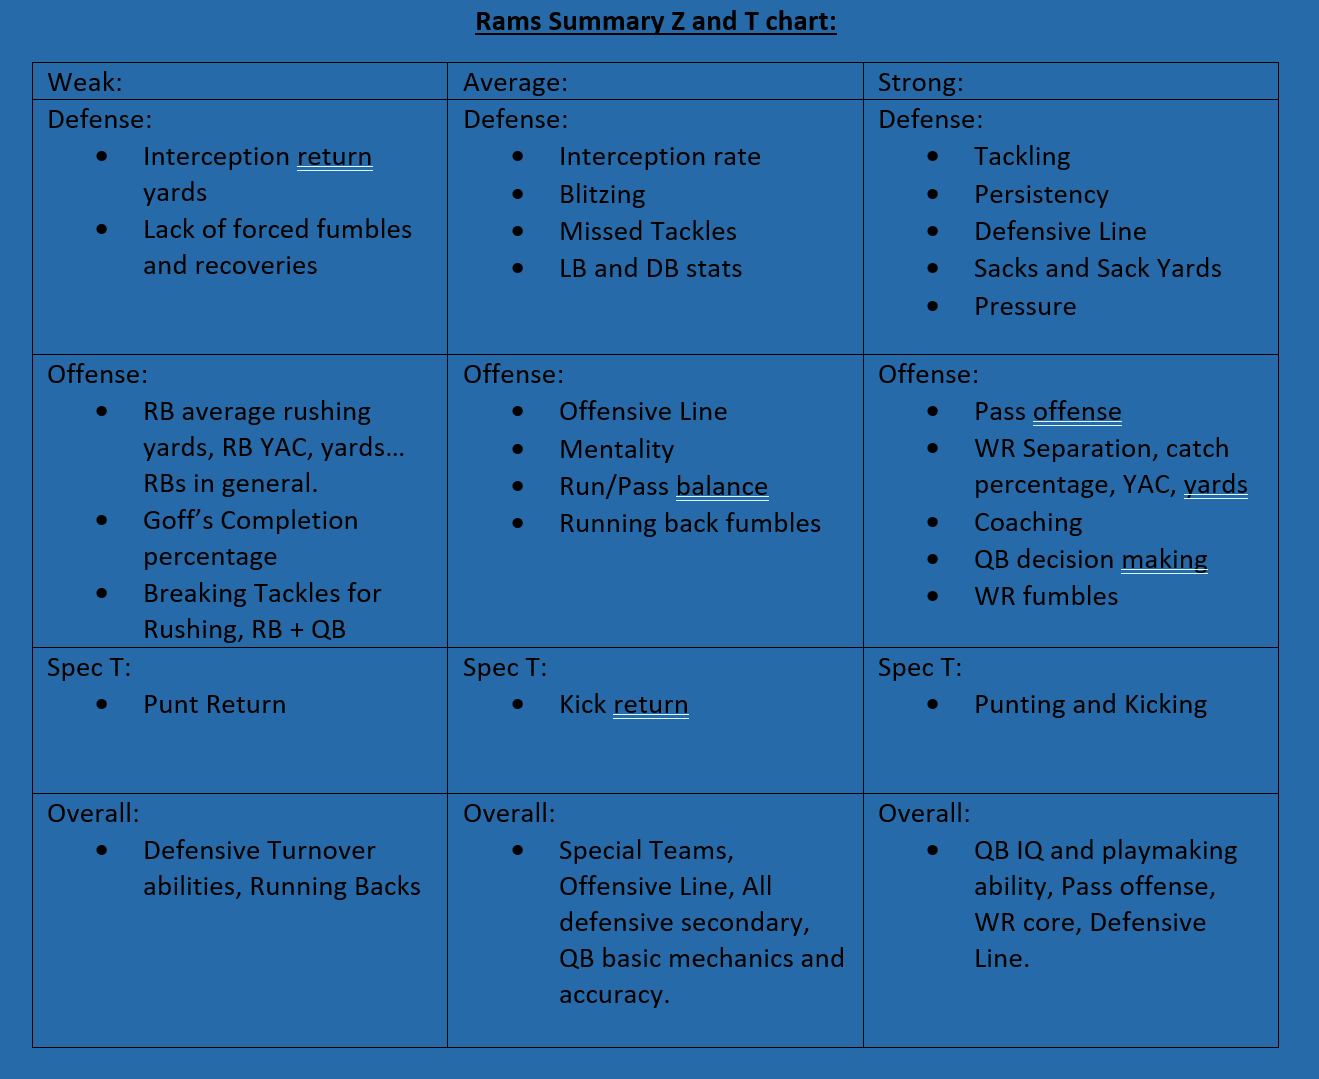 Rams Summary Z and T chart:
Weak:
Average:
Strong:
Defense:
• Interception return
yards
• Lack of forced fumbles
and recoveries
Defense:
• Interception rate
• Blitzing
• Missed Tackles
• LB and DB stats
Defense:
• Tackling
• Persistency
• Defensive Line
• Sacks and Sack Yards
• Pressure
Offense:
• RB average rushing
yards, RB YAC, yards...
RBs in general.
• Goff's Completion
percentage
• Breaking Tackles for
Rushing, RB + QB
Offense:
• Offensive Line
• Mentality
• Run/Pass balance
• Running back fumbles
Offense:
• Pass offense
• WR Separation, catch
percentage, YAC, yards
• Coaching
• QB decision making
• WR fumbles
Spec T:
• Punt Return
Spec T:
• Kick return
Spec T:
• Punting and Kicking
Overall:
• Defensive Turnover
abilities, Running Backs
Overall:
• Special Teams,
Offensive Line, All
defensive secondary,
QB basic mechanics and
accuracy.
Overall:
• QB IQ and playmaking
ability, Pass offense,
WR core, Defensive
Line.